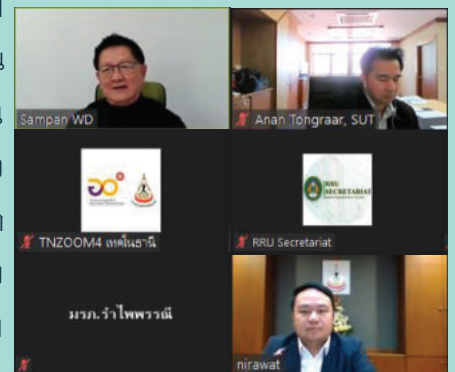 Sampan WD
Anan Tongraar, SUT
RRU
SECRETARIAT
TNZOOM4 เทคโนธานี
RRU Secretariat
มรภ.รำไพพรรณี
nirawat